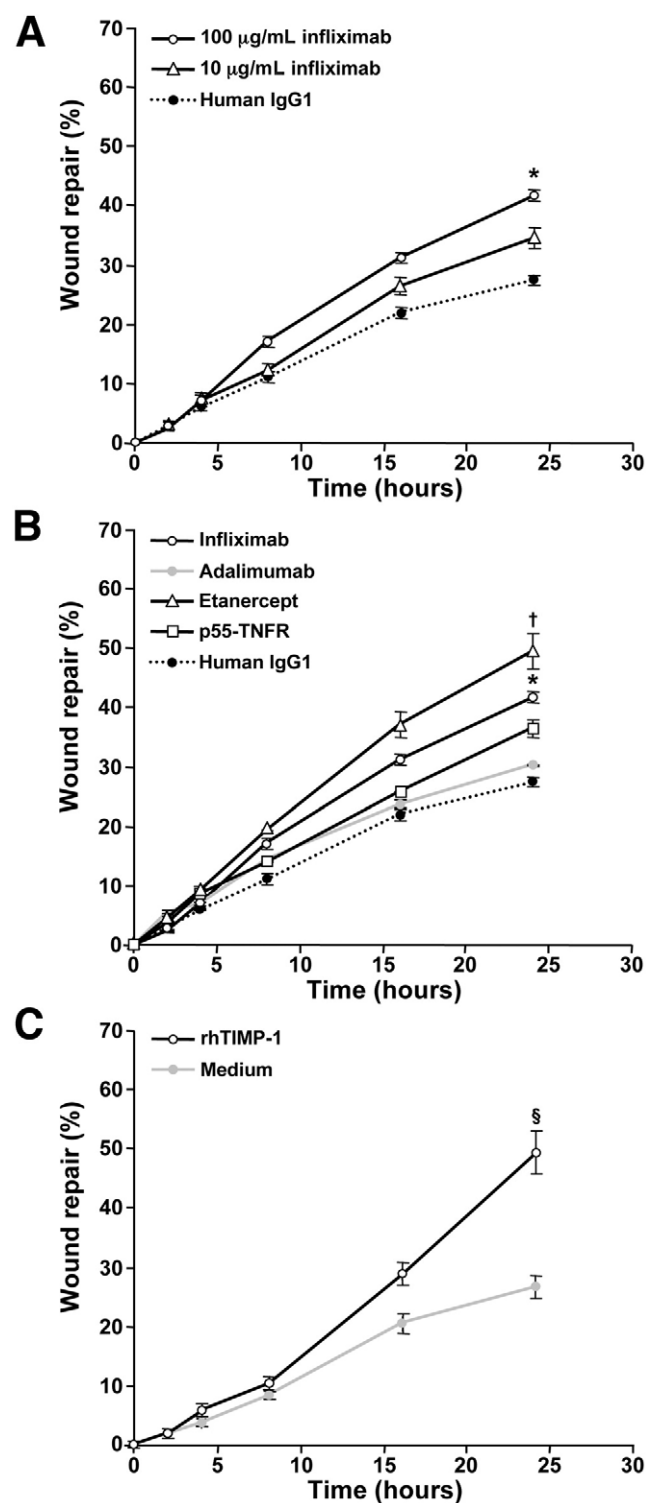 A
70
60
50
40
30
20
10
0
Wound repair (%)
100 μg/mL infliximab
10 μg/mL infliximab
Human IgG1
*
0 5 10 15 20 25 30
Time (hours)
B
70
60
50
40
30
20
10
0
Wound repair (%)
Infliximab
Adalimumab
Etanercept
p55-TNFR
Human IgG1
†
*
0 5 10 15 20 25 30
Time (hours)
C
70
60
50
40
30
20
10
0
Wound repair (%)
rhTIMP-1
Medium
§
0 5 10 15 20 25 30
Time (hours)